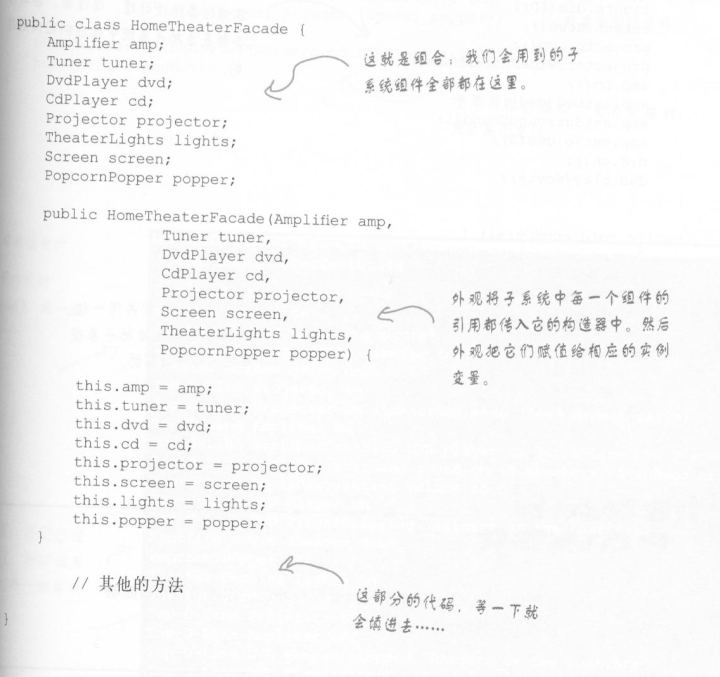 public class HomeTheaterFacade {
Amplifier amp;
Tuner tuner;
DvdPlayer dvd;
CdPlayer cd;
Projector projector;
TheaterLights lights;
Screen screen;
PopcornPopper popper;
这就是组合；我们会用到的子
系统组件全部都在这里。
public HomeTheaterFacade(Amplifier amp,
Tuner tuner,
DvdPlayer dvd,
CdPlayer cd,
Projector projector,
Screen screen,
TheaterLights lights,
PopcornPopper popper) {
外观将子系统中每一个组件的
引用都传入它的构造器中。然后
外观把它们赋值给相应的实例
变量。
this.amp = amp;
this.tuner = tuner;
this.dvd = dvd;
this.cd = cd;
this.projector = projector;
this.screen = screen;
this.lights = lights;
this.popper = popper;
}
// 其他的方法
这部分的代码，等一下就
会填进去……
}